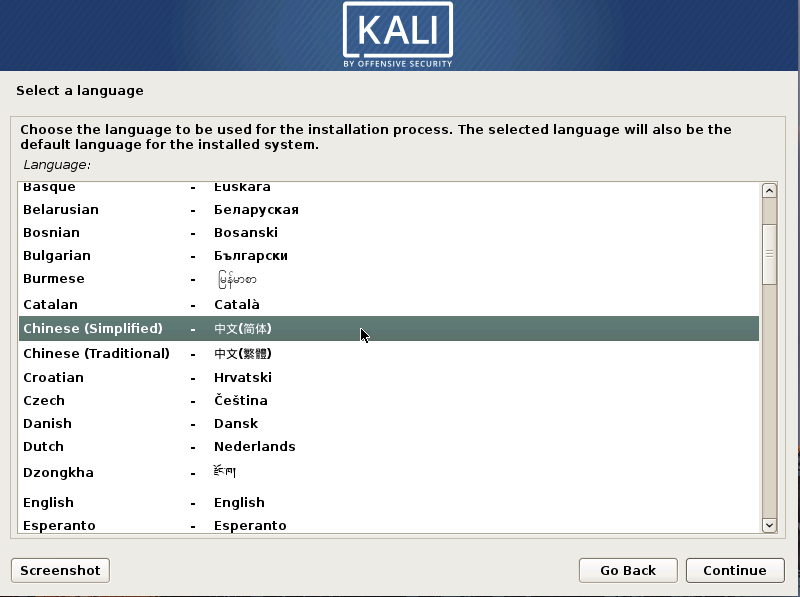 KALI
BY OFFENSIVE SECURITY
Select a language
Choose the language to be used for the installation process. The selected language will also be the
default language for the installed system.
Language:
Basque - Euskara
Belarusian - Беларуская
Bosnian - Bosanski
Bulgarian - Български
Burmese - မြန်မာစာ
Catalan - Català
Chinese (Simplified) - 中文(简体)
Chinese (Traditional) - 中文(繁體)
Croatian - Hrvatski
Czech - Čeština
Danish - Dansk
Dutch - Nederlands
Dzongkha - རྫོང་ཁ།
English - English
Esperanto - Esperanto
Screenshot Go Back Continue